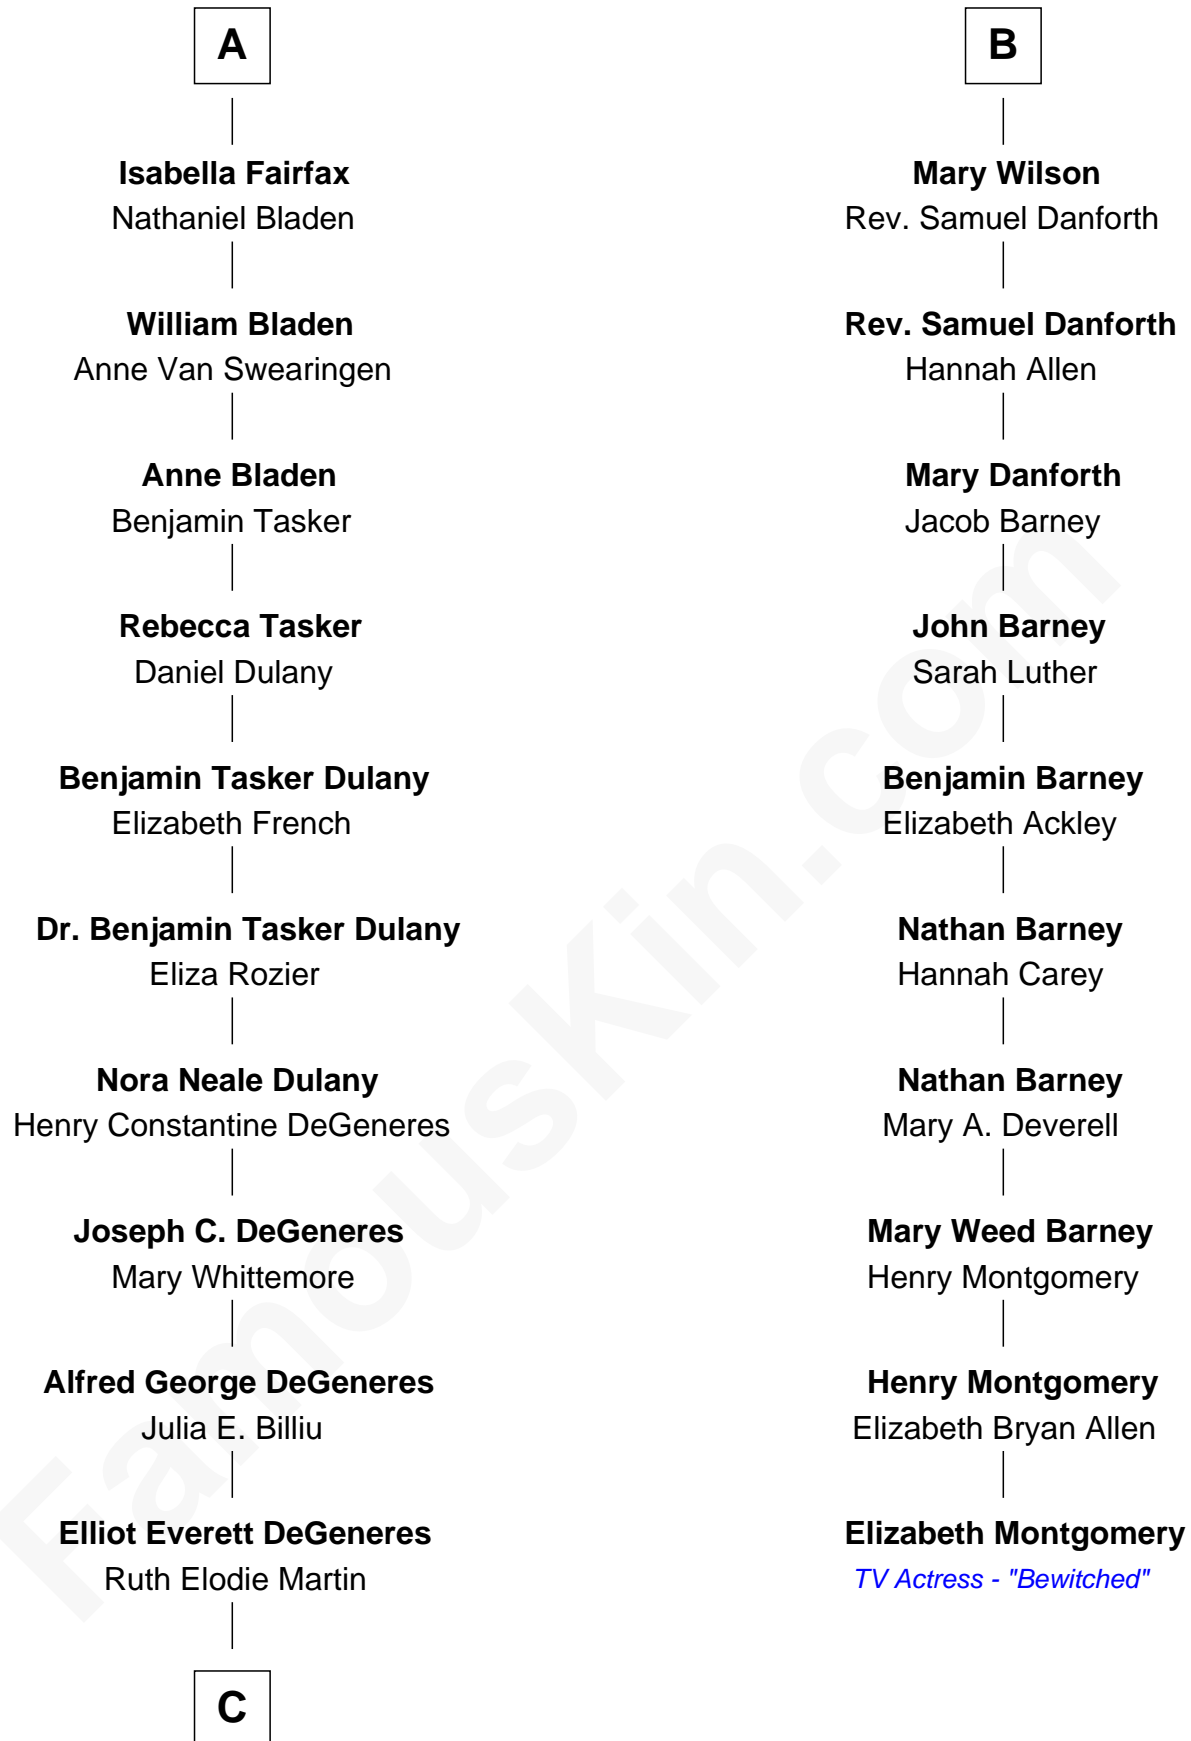 A
Isabella Fairfax
Nathaniel Bladen
William Bladen
Anne Van Swearingen
Anne Bladen
Benjamin Tasker
Rebecca Tasker
Daniel Dulany
Benjamin Tasker Dulany
Elizabeth French
Dr. Benjamin Tasker Dulany
Eliza Rozier
Nora Neale Dulany
Henry Constantine DeGeneres
Joseph C. DeGeneres
Mary Whittemore
Alfred George DeGeneres
Julia E. Billiu
Elliot Everett DeGeneres
Ruth Elodie Martin
C
B
Mary Wilson
Rev. Samuel Danforth
Rev. Samuel Danforth
Hannah Allen
Mary Danforth
Jacob Barney
John Barney
Sarah Luther
Benjamin Barney
Elizabeth Ackley
Nathan Barney
Hannah Carey
Nathan Barney
Mary A. Deverell
Mary Weed Barney
Henry Montgomery
Henry Montgomery
Elizabeth Bryan Allen
Elizabeth Montgomery
TV Actress - "Bewitched"
FamousKin.com